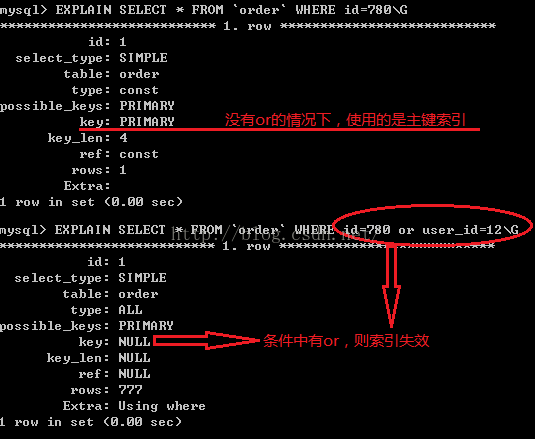 mysql> EXPLAIN SELECT * FROM `order` WHERE id=780\G
*************************** 1. row ***************************
id: 1
select_type: SIMPLE
table: order
type: const
possible_keys: PRIMARY
key: PRIMARY 没有or的情况下，使用的是主键索引
key_len: 4
ref: const
rows: 1
Extra:
1 row in set (0.00 sec)
mysql> EXPLAIN SELECT * FROM `order` WHERE id=780 or user_id=12\G
http://blog.csdn.net/
*************************** 1. row ***************************
id: 1
select_type: SIMPLE
table: order
type: ALL
possible_keys: PRIMARY
key: NULL 条件中有or，则索引失效
key_len: NULL
ref: NULL
rows: 777
Extra: Using where
1 row in set (0.00 sec)